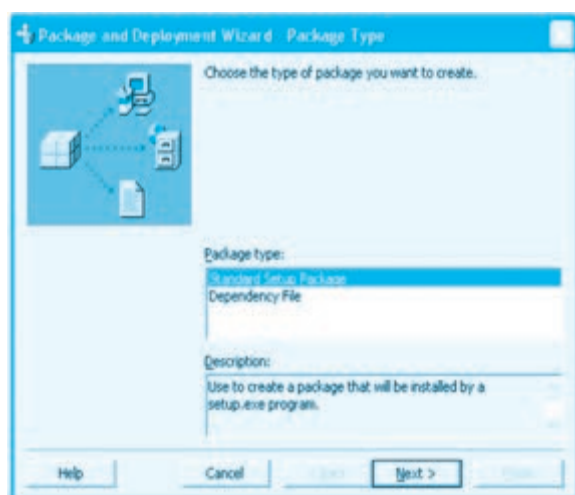 Package and Deployment Wizard - Package Type
Choose the type of package you want to create.
Package type:
Standard Setup Package
Dependency File
Description:
Use to create a package that will be installed by a
setup.exe program.
Help
Cancel
Next >